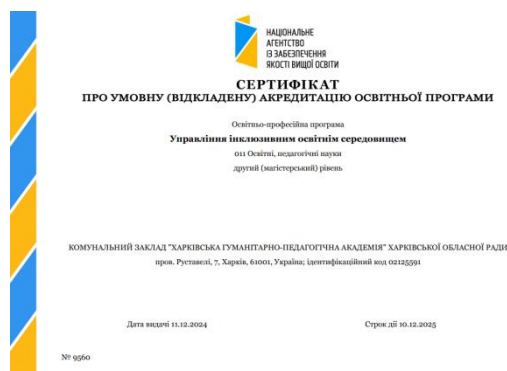 НАЦІОНАЛЬНЕ
АГЕНТСТВО
ІЗ ЗАБЕЗПЕЧЕННЯ
ЯКОСТІ ВИЩОЇ ОСВІТИ
СЕРТИФІКАТ
ПРО УМОВНУ (ВІДКЛАДЕНУ) АКРЕДИТАЦІЮ ОСВІТНЬОЇ ПРОГРАМИ
Освітньо-професійна програма
Управління інклюзивним освітнім середовищем
011 Освітні, педагогічні науки
другий (магістерський) рівень
КОМУНАЛЬНИЙ ЗАКЛАД "ХАРКІВСЬКА ГУМАНІТАРНО-ПЕДАГОГІЧНА АКАДЕМІЯ" ХАРКІВСЬКОЇ ОБЛАСНОЇ РАДИ
пров. Руставелі, 7, Харків, 61001, Україна; ідентифікаційний код 02125591
Дата видачі 11.12.2024 Строк дії 10.12.2025
№ 9560